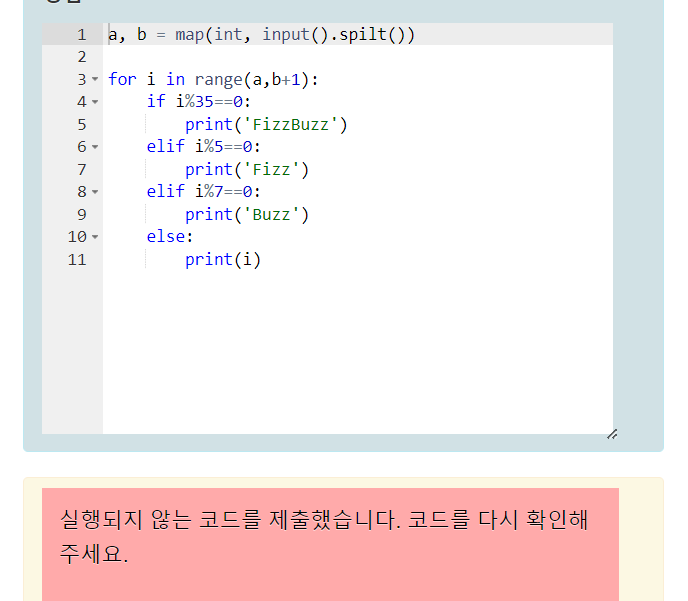 1 a, b = map(int, input().spilt())
2
3 for i in range(a,b+1):
4 if i%35==0:
5 print('FizzBuzz')
6 elif i%5==0:
7 print('Fizz')
8 elif i%7==0:
9 print('Buzz')
10 else:
11 print(i)
실행되지 않는 코드를 제출했습니다. 코드를 다시 확인해
주세요.